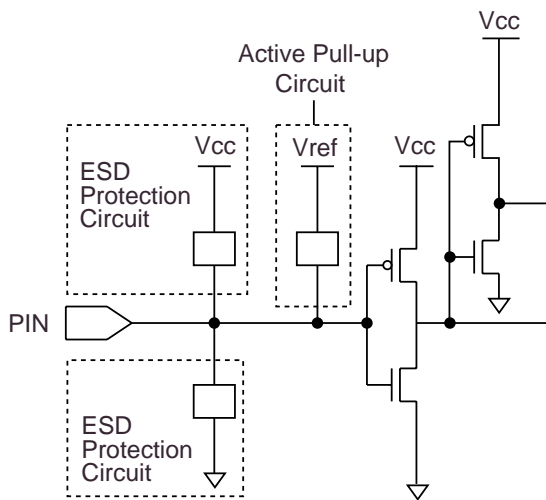 Vcc
Active Pull-up
Circuit
Vcc
Vref
Vcc
ESD
Protection
Circuit
PIN
ESD
Protection
Circuit